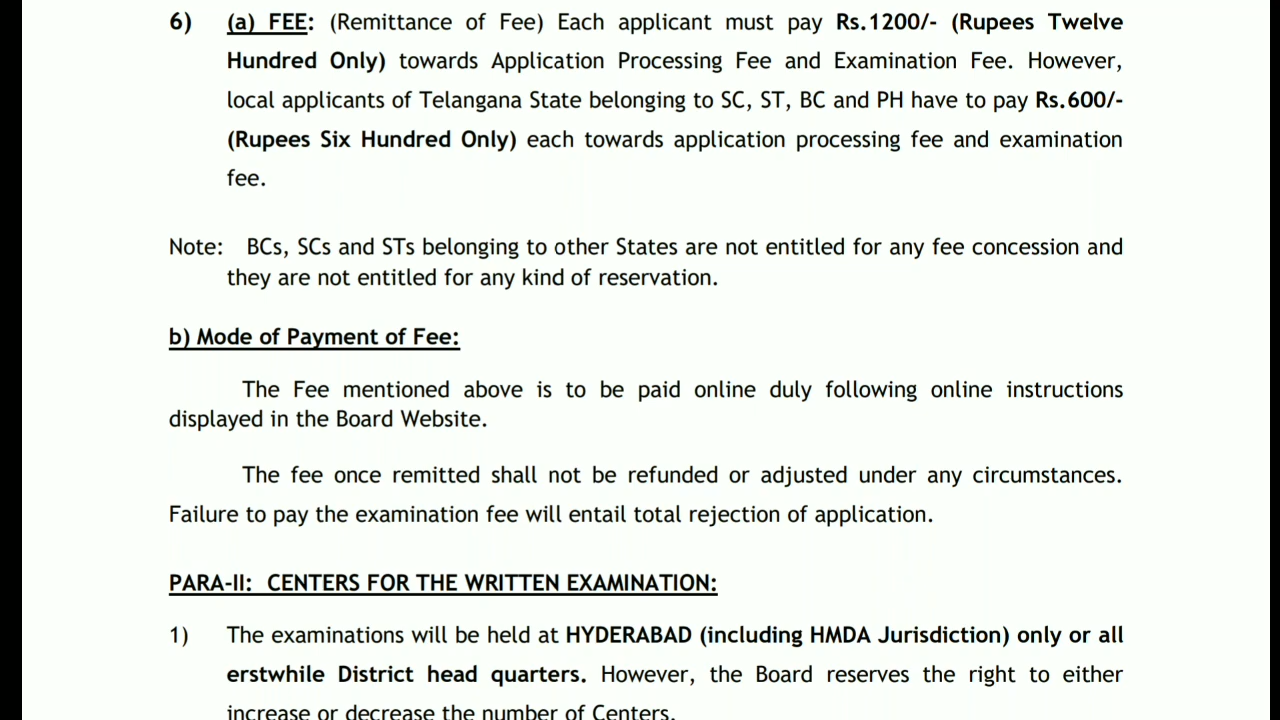 6) (a) FEE: (Remittance of Fee) Each applicant must pay Rs.1200/- (Rupees Twelve
Hundred Only) towards Application Processing Fee and Examination Fee. However,
local applicants of Telangana State belonging to SC, ST, BC and PH have to pay Rs.600/-
(Rupees Six Hundred Only) each towards application processing fee and examination
fee.
Note: BCs, SCs and STs belonging to other States are not entitled for any fee concession and
they are not entitled for any kind of reservation.
b) Mode of Payment of Fee:
The Fee mentioned above is to be paid online duly following online instructions
displayed in the Board Website.
The fee once remitted shall not be refunded or adjusted under any circumstances.
Failure to pay the examination fee will entail total rejection of application.
PARA-II: CENTERS FOR THE WRITTEN EXAMINATION:
1) The examinations will be held at HYDERABAD (including HMDA Jurisdiction) only or all
erstwhile District head quarters. However, the Board reserves the right to either
increase or decrease the number of Centers.